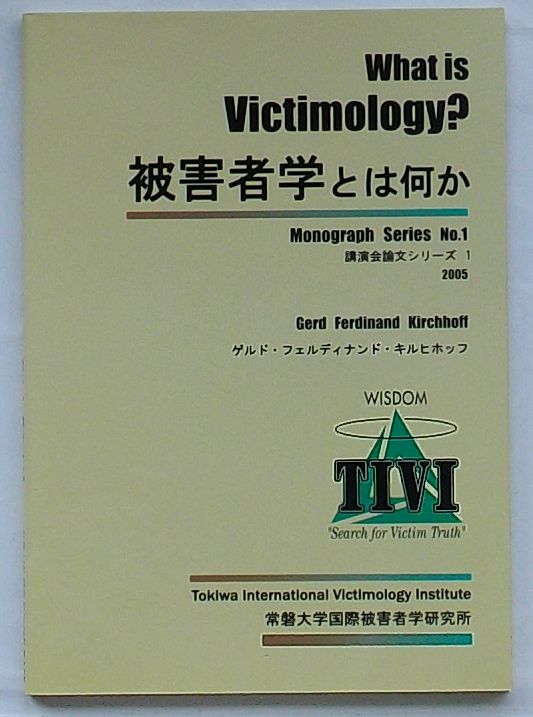 What is
Victimology?
被害者学とは何か
Monograph Series No.1
講演会論文シリーズ 1
2005
Gerd Ferdinand Kirchhoff
ゲルド・フェルディナンド・キルヒホッフ
WISDOM
TIVI
"Search for Victim Truth"
Tokiwa International Victimology Institute
常磐大学国際被害者学研究所